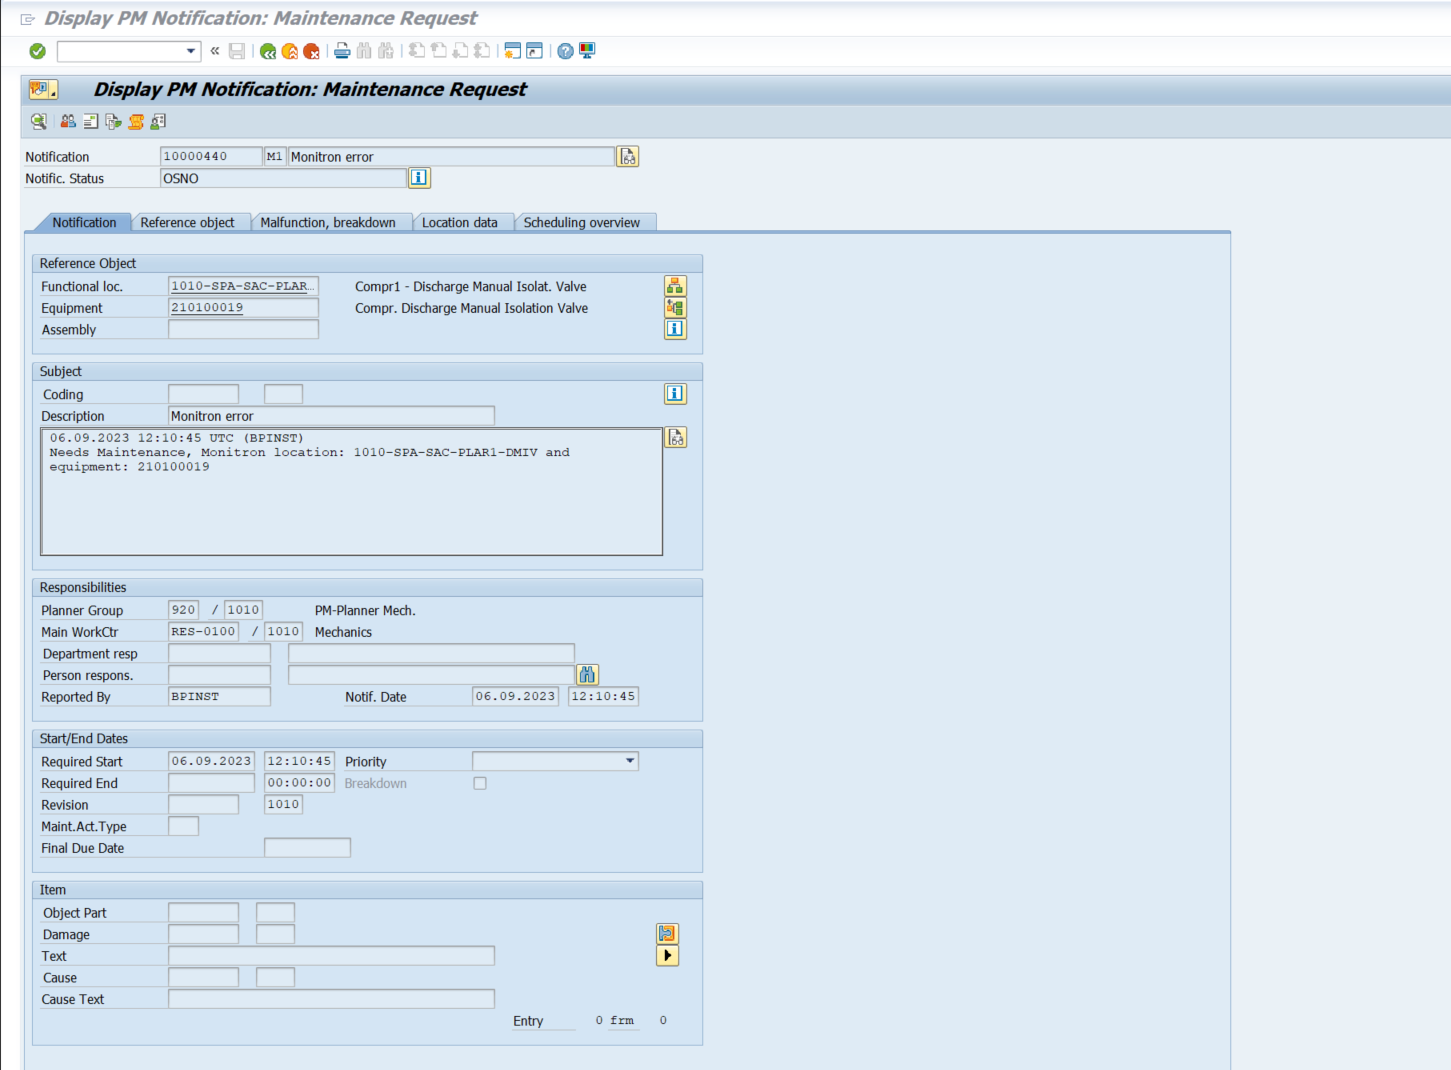 Display PM Notification: Maintenance Request
Display PM Notification: Maintenance Request
Notification 10000440 M1 Monitron error
Notific. Status OSNO
Notification Reference object Malfunction, breakdown Location data Scheduling overview
Reference Object
Functional loc. 1010-SPA-SAC-PLAR… Compr1 - Discharge Manual Isolat. Valve
Equipment 210100019 Compr. Discharge Manual Isolation Valve
Assembly
Subject
Coding
Description Monitron error
06.09.2023 12:10:45 UTC (BPINST)
Needs Maintenance, Monitron location: 1010-SPA-SAC-PLAR1-DMIV and
equipment: 210100019
Responsibilities
Planner Group 920 / 1010 PM-Planner Mech.
Main WorkCtr RES-0100 / 1010 Mechanics
Department resp
Person respons.
Reported By BPINST Notif. Date 06.09.2023 12:10:45
Start/End Dates
Required Start 06.09.2023 12:10:45 Priority
Required End 00:00:00 Breakdown
Revision 1010
Maint.Act.Type
Final Due Date
Item
Object Part
Damage
Text
Cause
Cause Text
Entry 0 frm 0